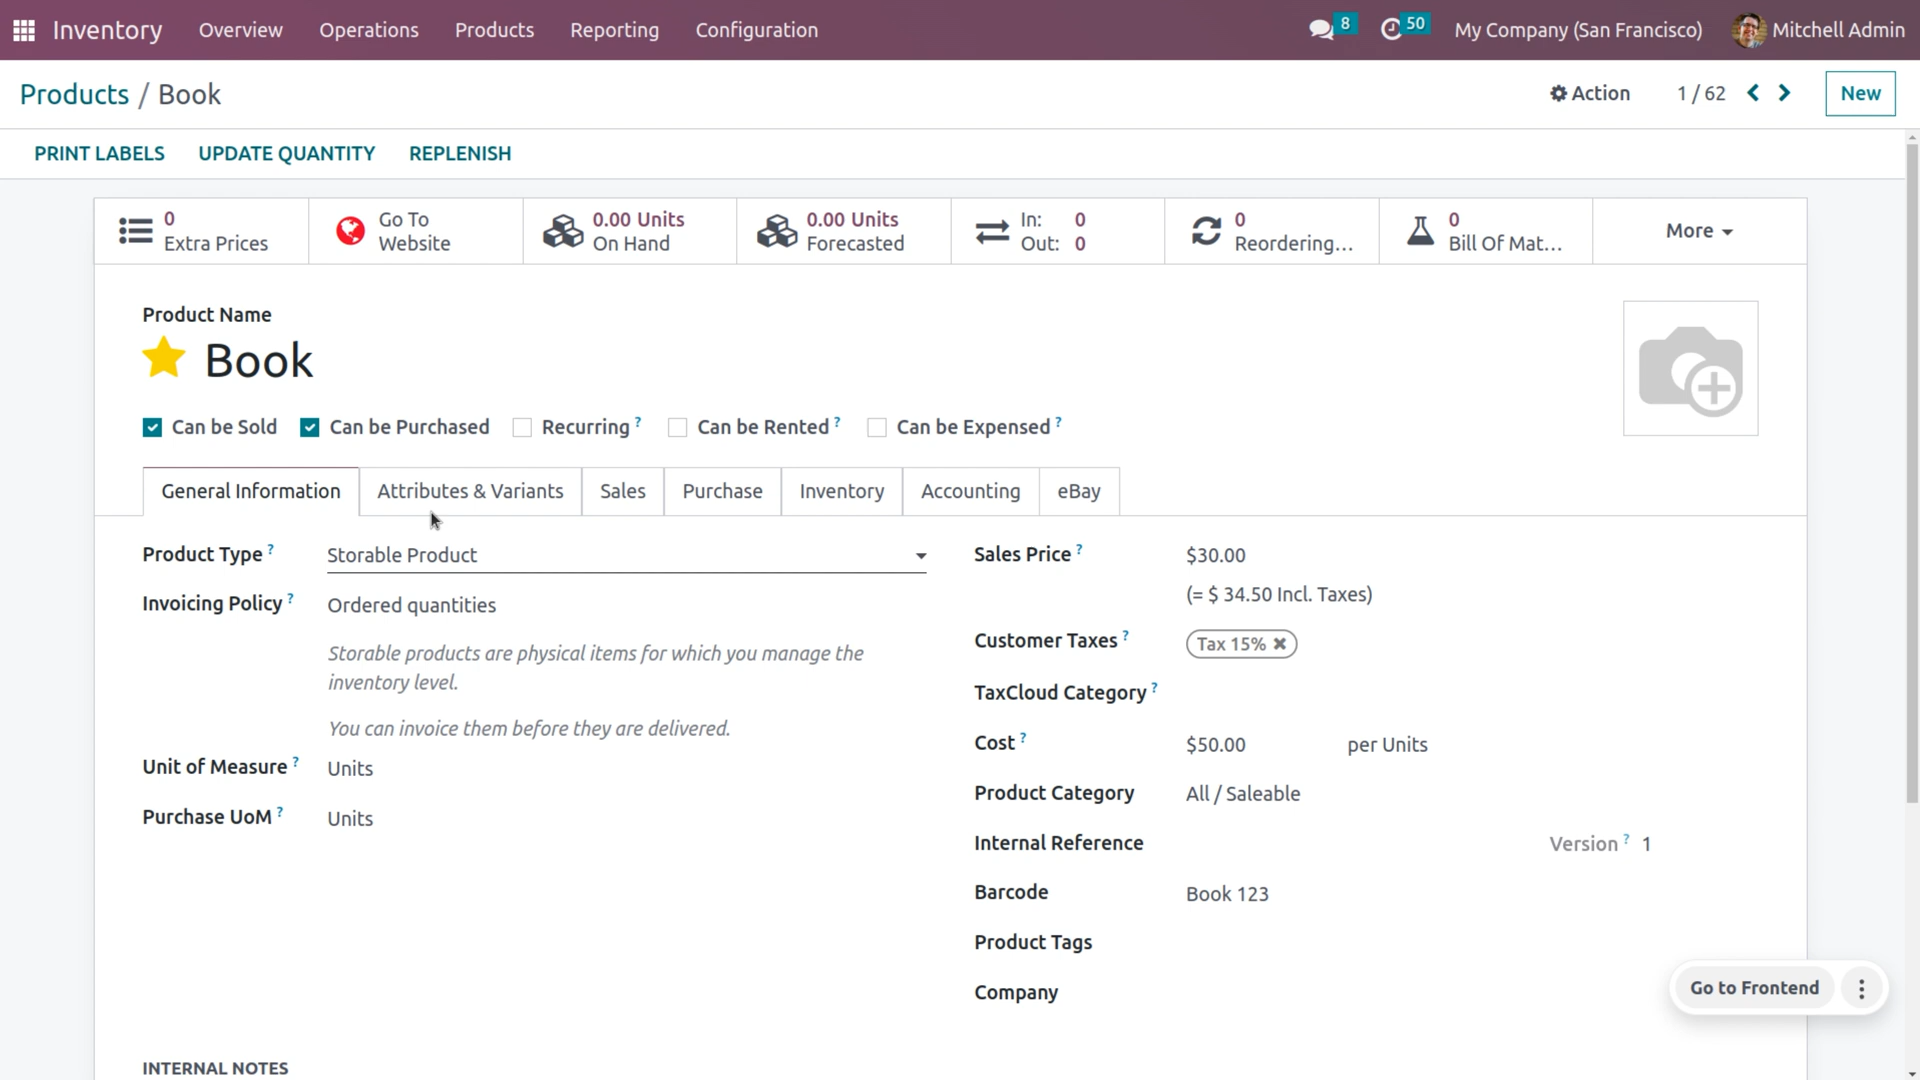 Inventory Overview Operations Products Reporting Configuration 8 50 My Company (San Francisco) Mitchell Admin
Products / Book Action 1 / 62 New
PRINT LABELS UPDATE QUANTITY REPLENISH
0 Extra Prices
Go To Website
0.00 Units On Hand
0.00 Units Forecasted
In: 0
Out: 0
0 Reordering...
0 Bill Of Mat...
More
Product Name
Book
Can be Sold Can be Purchased Recurring ? Can be Rented ? Can be Expensed ?
General Information Attributes & Variants Sales Purchase Inventory Accounting eBay
Product Type ? Storable Product
Invoicing Policy ? Ordered quantities
Storable products are physical items for which you manage the
inventory level.
You can invoice them before they are delivered.
Unit of Measure ? Units
Purchase UoM ? Units
Sales Price ? $30.00
(= $ 34.50 Incl. Taxes)
Customer Taxes ? Tax 15% ✖
TaxCloud Category ?
Cost ? $50.00 per Units
Product Category All / Saleable
Internal Reference Version ? 1
Barcode Book 123
Product Tags
Company
Go to Frontend
INTERNAL NOTES